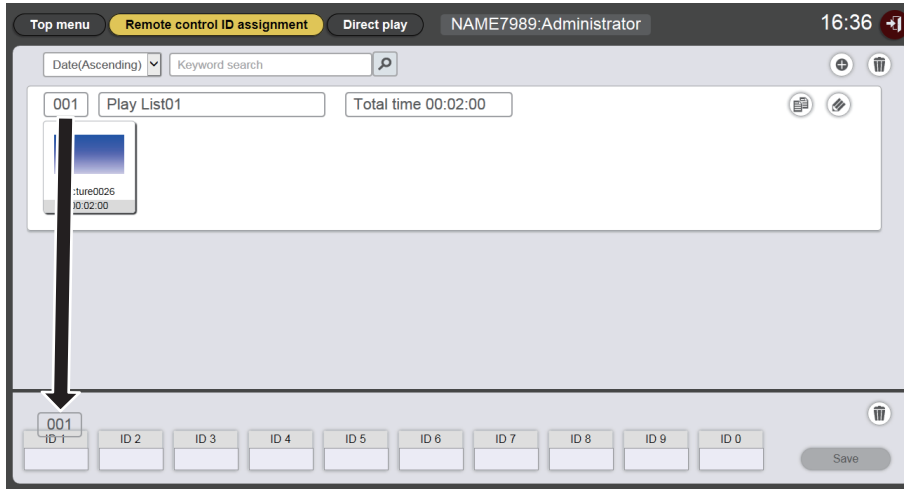 Top menu Remote control ID assignment Direct play NAME7989:Administrator 16:36
Date(Ascending) Keyword search
001 Play List01 Total time 00:02:00
:ture0026
00:02:00
001
ID 1 ID 2 ID 3 ID 4 ID 5 ID 6 ID 7 ID 8 ID 9 ID 0
Save